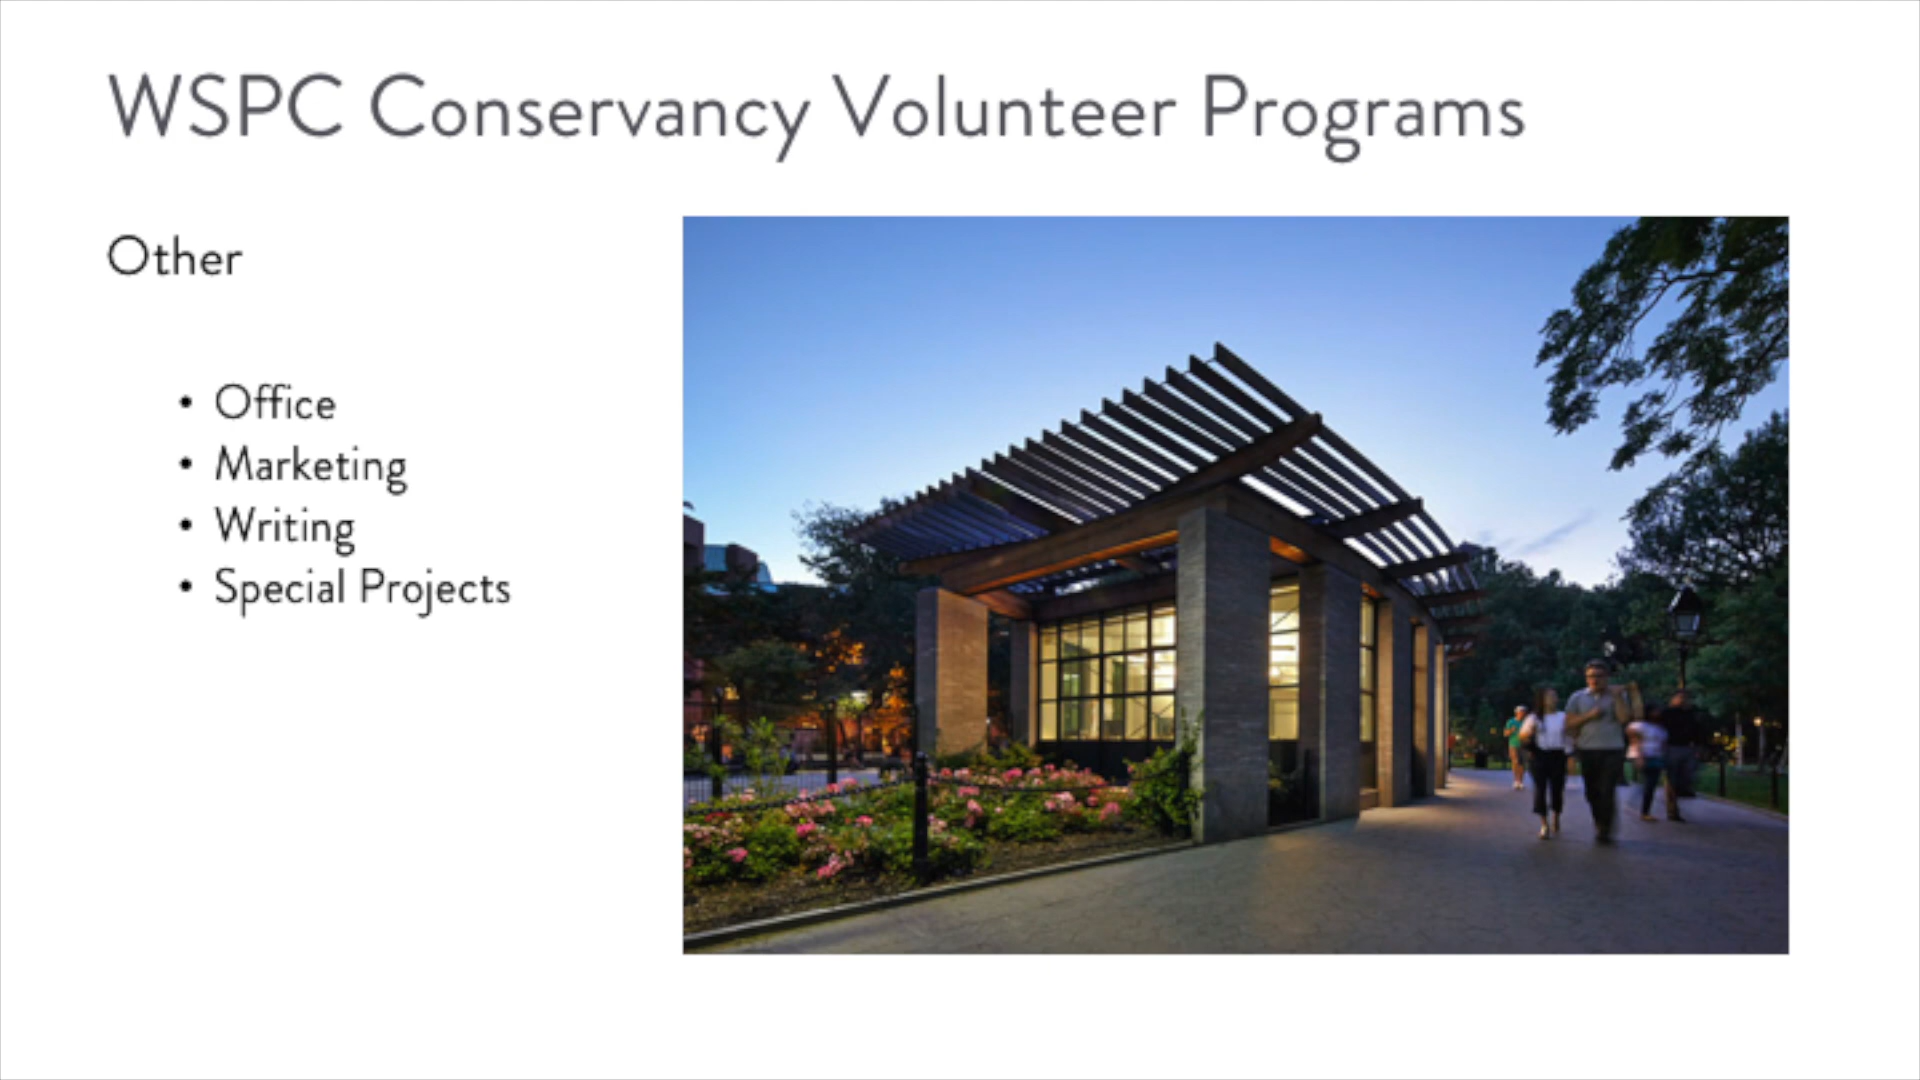 WSPC Conservancy Volunteer Programs
Other
• Office
• Marketing
• Writing
• Special Projects